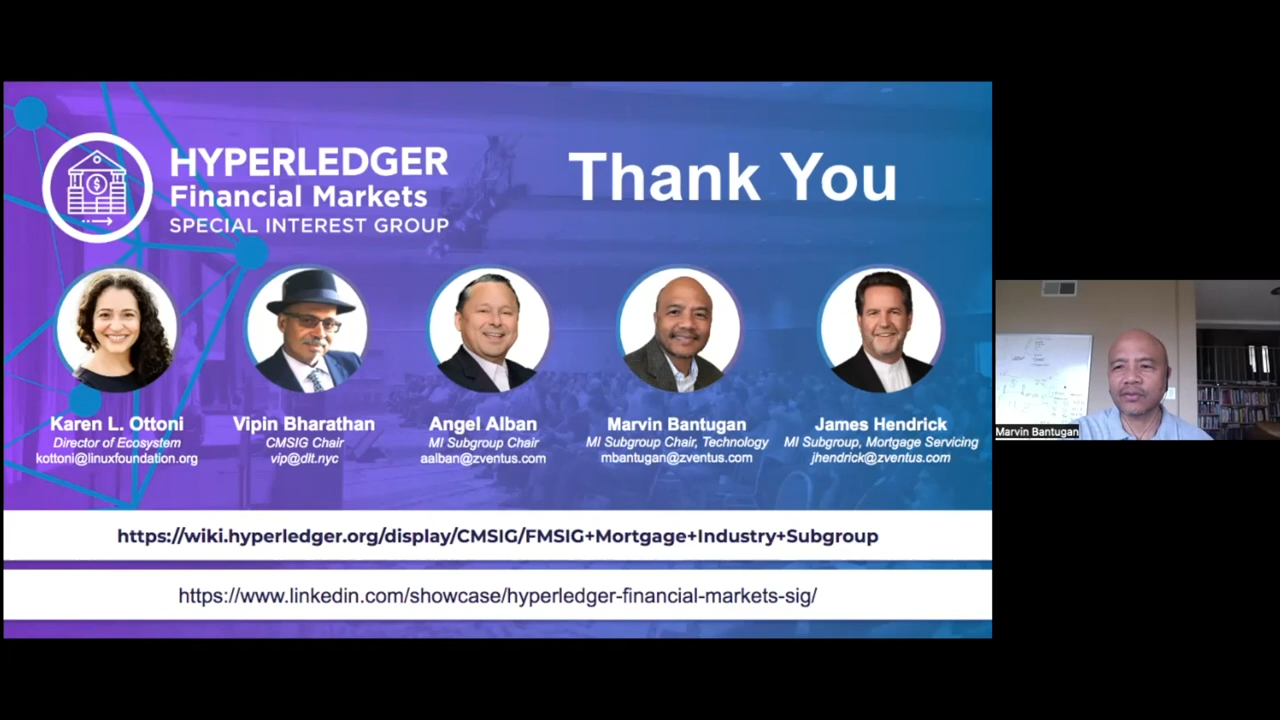 HYPERLEDGER
Financial Markets
SPECIAL INTEREST GROUP
Thank You
Karen L. Ottoni
Director of Ecosystem
kottoni@linuxfoundation.org
Vipin Bharathan
CMSIG Chair
vip@dlt.nyc
Angel Alban
MI Subgroup Chair
aalban@zventus.com
Marvin Bantugan
MI Subgroup Chair, Technology
mbantugan@zventus.com
James Hendrick
MI Subgroup, Mortgage Servicing
jhendrick@zventus.com
https://wiki.hyperledger.org/display/CMSIG/FMSIG+Mortgage+Industry+Subgroup
https://www.linkedin.com/showcase/hyperledger-financial-markets-sig/
Marvin Bantugan